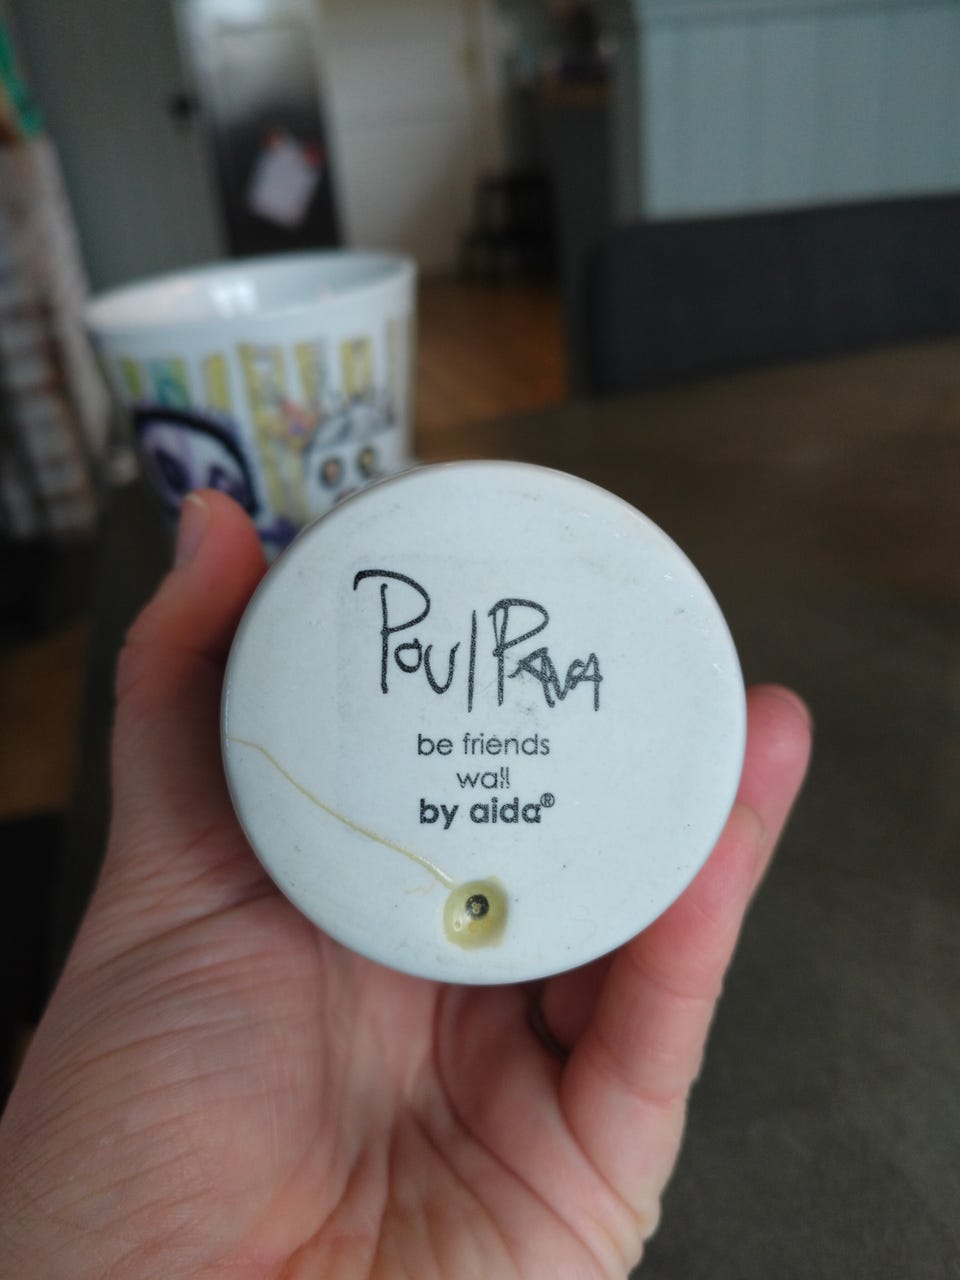 Poul Pava
be friends
wall
by aida®